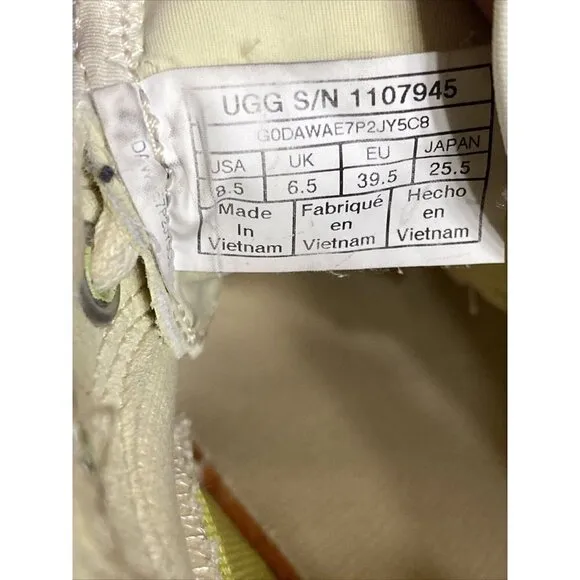 UGG S/N 1107945
G0DAWAE7P2JY5C8
USA UK EU JAPAN
8.5 6.5 39.5 25.5
Made In Vietnam
Fabriqué en Vietnam
Hecho en Vietnam